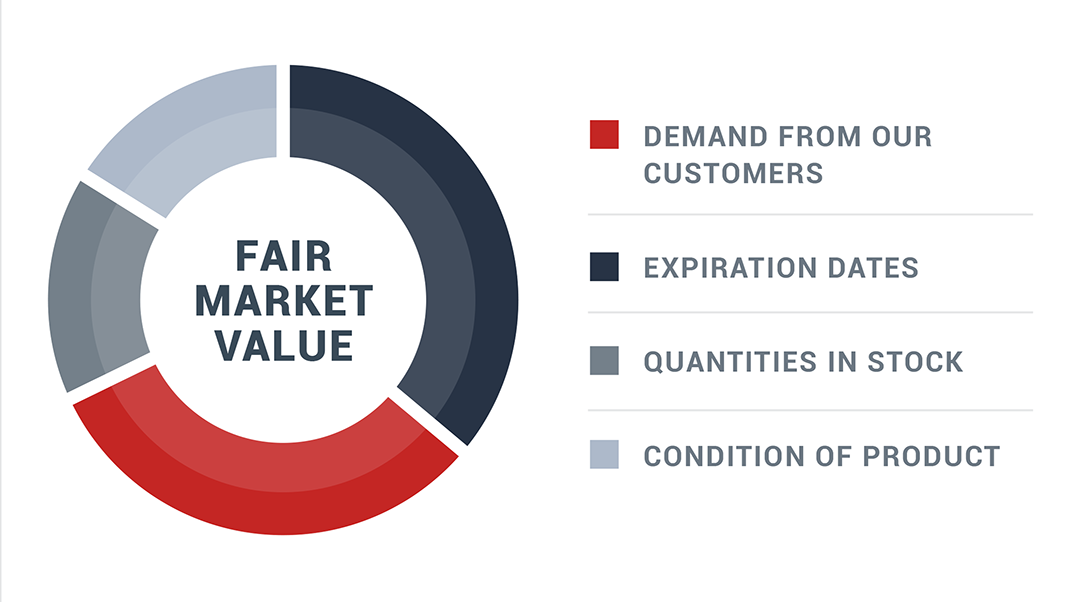 FAIR
MARKET
VALUE
DEMAND FROM OUR
CUSTOMERS
EXPIRATION DATES
QUANTITIES IN STOCK
CONDITION OF PRODUCT